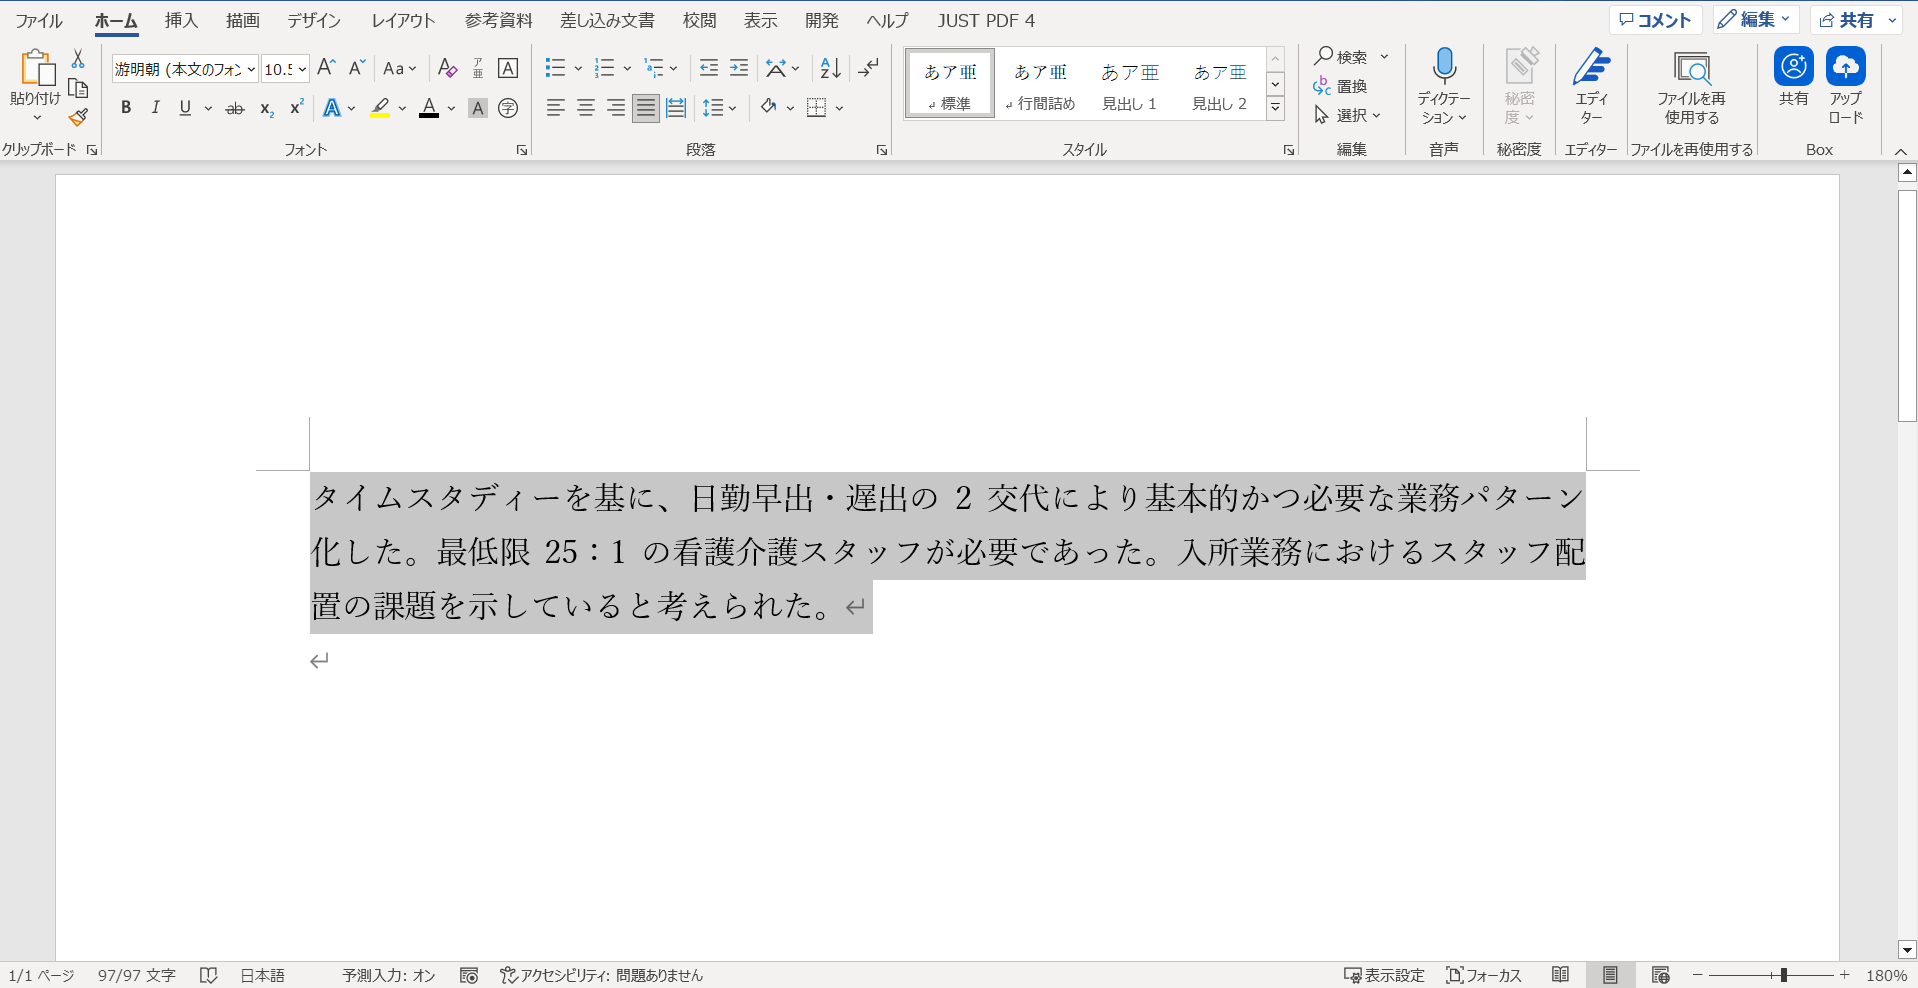 ファイル ホーム 挿入 描画 デザイン レイアウト 参考資料 差し込み文書 校閲 表示 開発 ヘルプ JUST PDF 4 コメント 編集 共有
貼り付け
クリップボード
游明朝 (本文のフォン 10.5
Aa
ア亜
A
B I U ab x₂ x² A A A 字
フォント
段落
あア亜 あア亜 あア亜 あア亜
↲ 標準 ↲ 行間詰め 見出し 1 見出し 2
スタイル
検索
置換
選択
編集
ディクテー
ション
音声
秘密
度
秘密度
エディ
ター
エディター
ファイルを再
使用する
ファイルを再使用する
共有
アップ
ロード
Box
タイムスタディーを基に、日勤早出・遅出の 2 交代により基本的かつ必要な業務パターン
化した。最低限 25：1 の看護介護スタッフが必要であった。入所業務におけるスタッフ配
置の課題を示していると考えられた。↵
↵
1/1 ページ 97/97 文字 日本語 予測入力: オン アクセシビリティ: 問題ありません 表示設定 フォーカス 180%